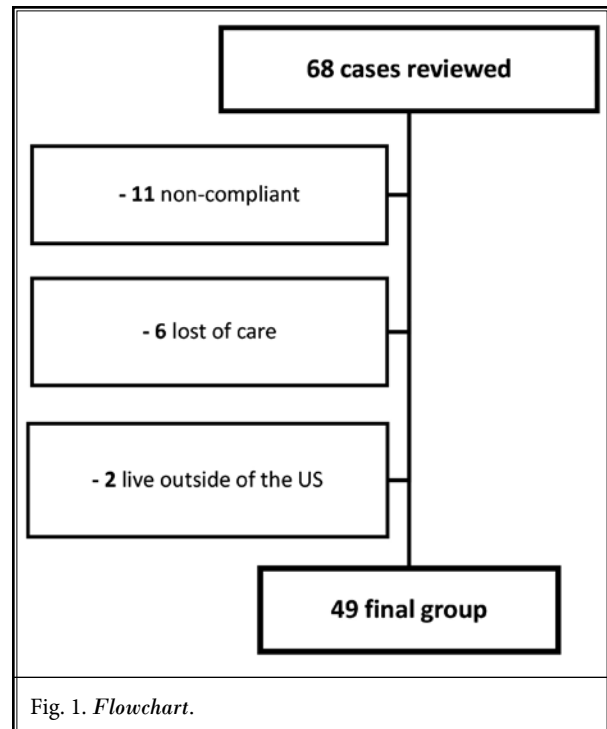 68 cases reviewed
- 11 non-compliant
- 6 lost of care
- 2 live outside of the US
49 final group
Fig. 1. Flowchart.